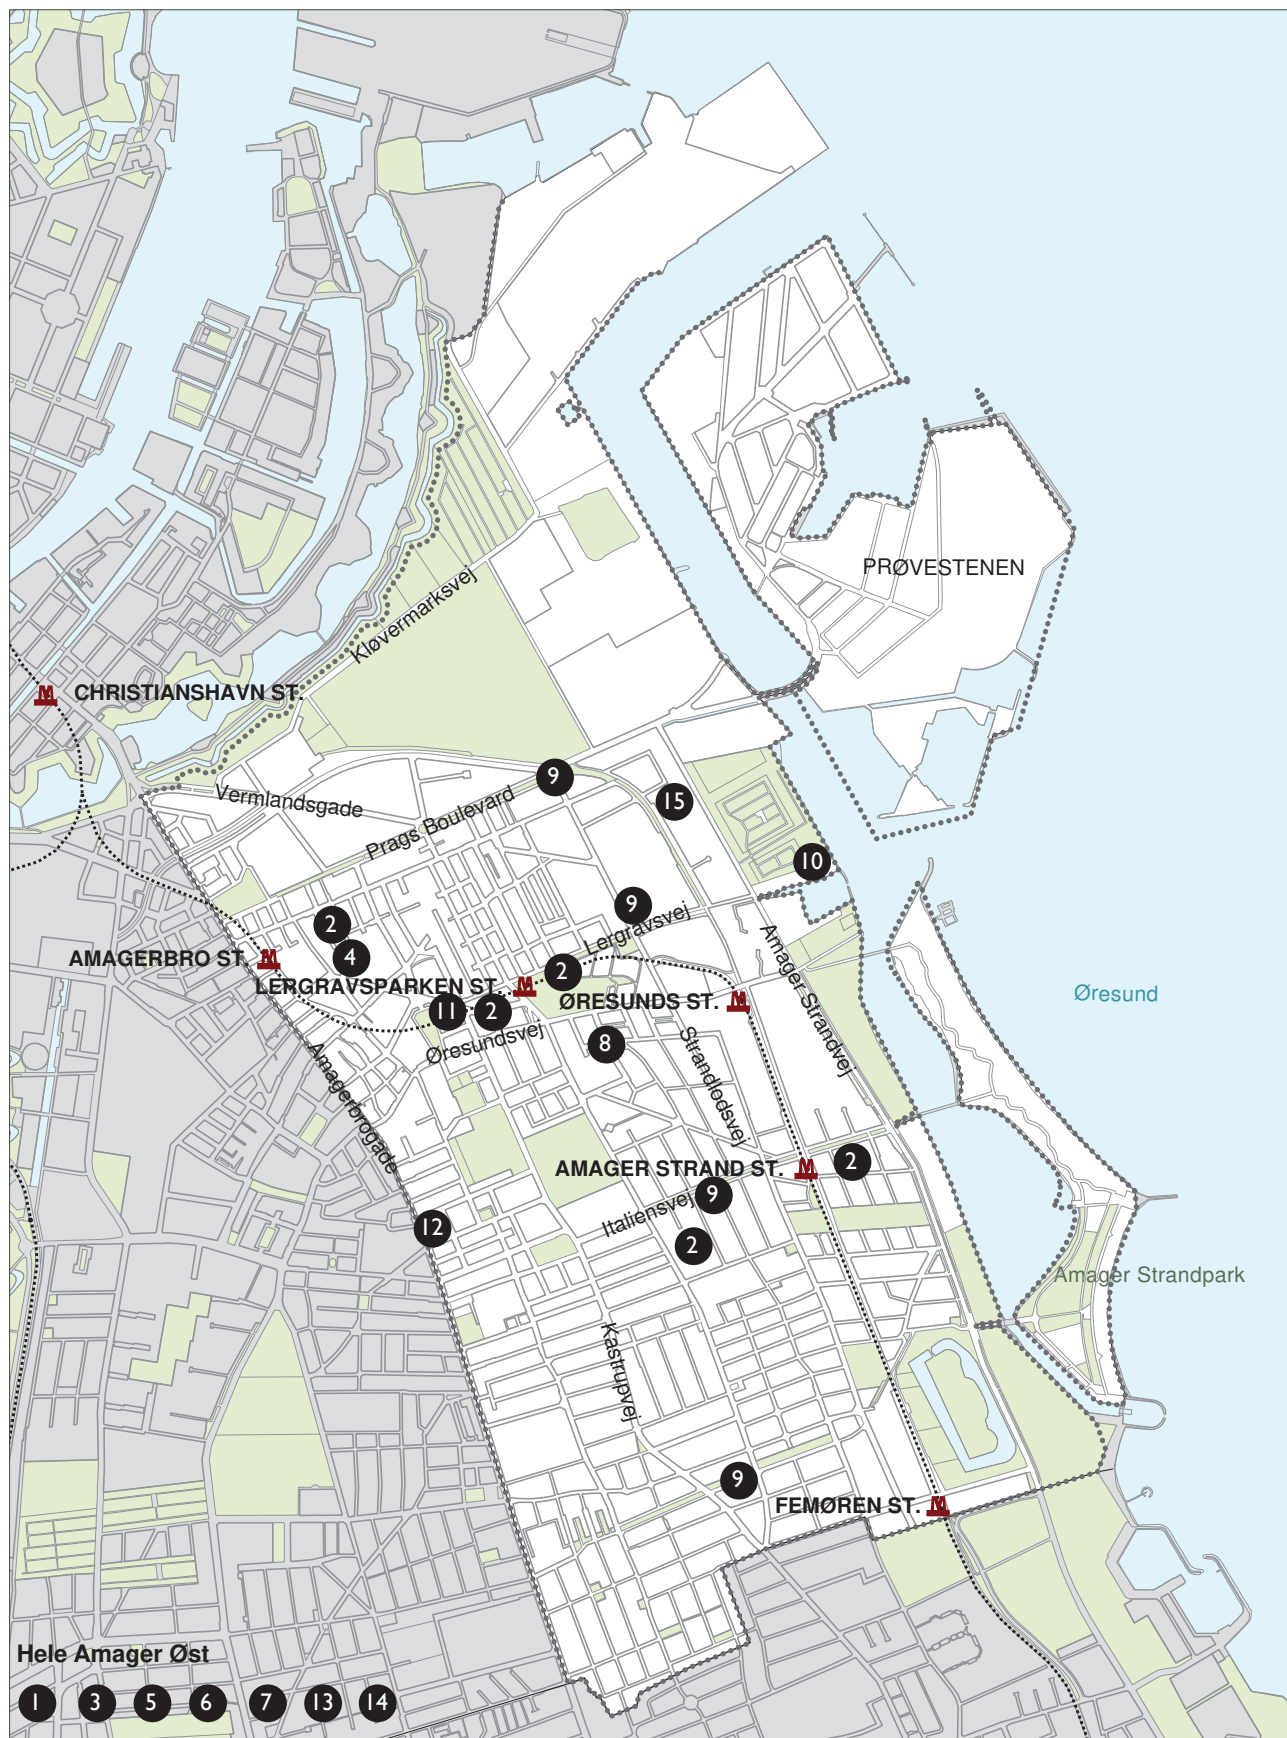 PRØVESTENEN
Kløvermarksvej
CHRISTIANSHAVN ST.
9
Vermlandsgade
15
Prags Boulevard
10
9
2
Lergravsvej
4
AMAGERBRO ST.
2
Amager Strandvej
LERGRAVSPARKEN ST.
Øresund
ØRESUNDS ST.
11
2
Øresundsvej
8
Strandlodsvej
Amagerbrogade
AMAGER STRAND ST.
2
9
Italiensvej
12
2
Amager Strandpark
Kastrupvej
9
FEMØREN ST.
Hele Amager Øst
1 3 5 6 7 13 14